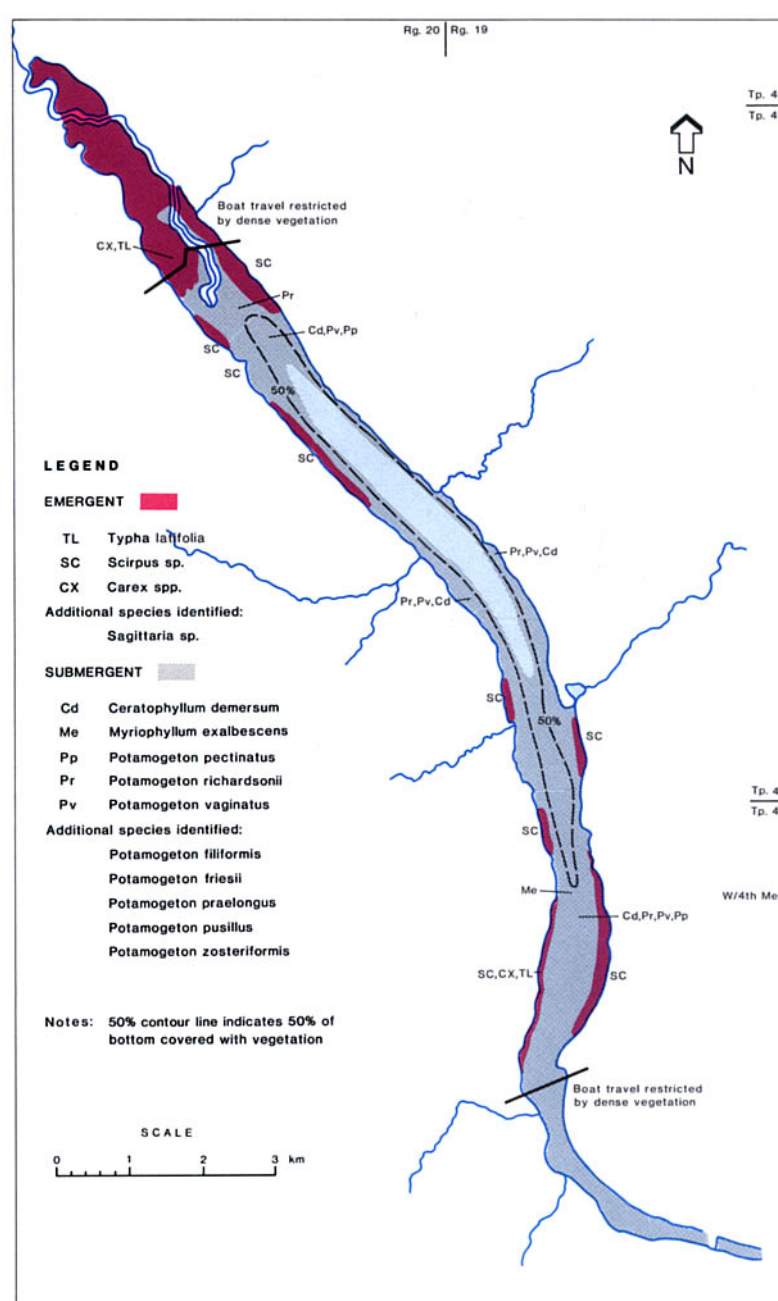 Rg. 20 Rg. 19
Tp. 4
Tp. 4
N
Boat travel restricted
by dense vegetation
CX,TL
SC
Pr
Cd,Pv,Pp
SC
SC
50%
SC
LEGEND
EMERGENT
TL Typha latifolia
SC Scirpus sp.
CX Carex spp.
Additional species identified:
Sagittaria sp.
SUBMERGENT
Cd Ceratophyllum demersum
Me Myriophyllum exalbescens
Pp Potamogeton pectinatus
Pr Potamogeton richardsonii
Pv Potamogeton vaginatus
Additional species identified:
Potamogeton filiformis
Potamogeton friesii
Potamogeton praelongus
Potamogeton pusillus
Potamogeton zosteriformis
Notes: 50% contour line indicates 50% of
bottom covered with vegetation
SCALE
0 1 2 3 km
Pr,Pv,Cd
Pr,Pv,Cd
SC
50%
SC
Tp. 4
Tp. 4
SC
Me
W/4th Me
Cd,Pr,Pv,Pp
SC,CX,TL
SC
Boat travel restricted
by dense vegetation